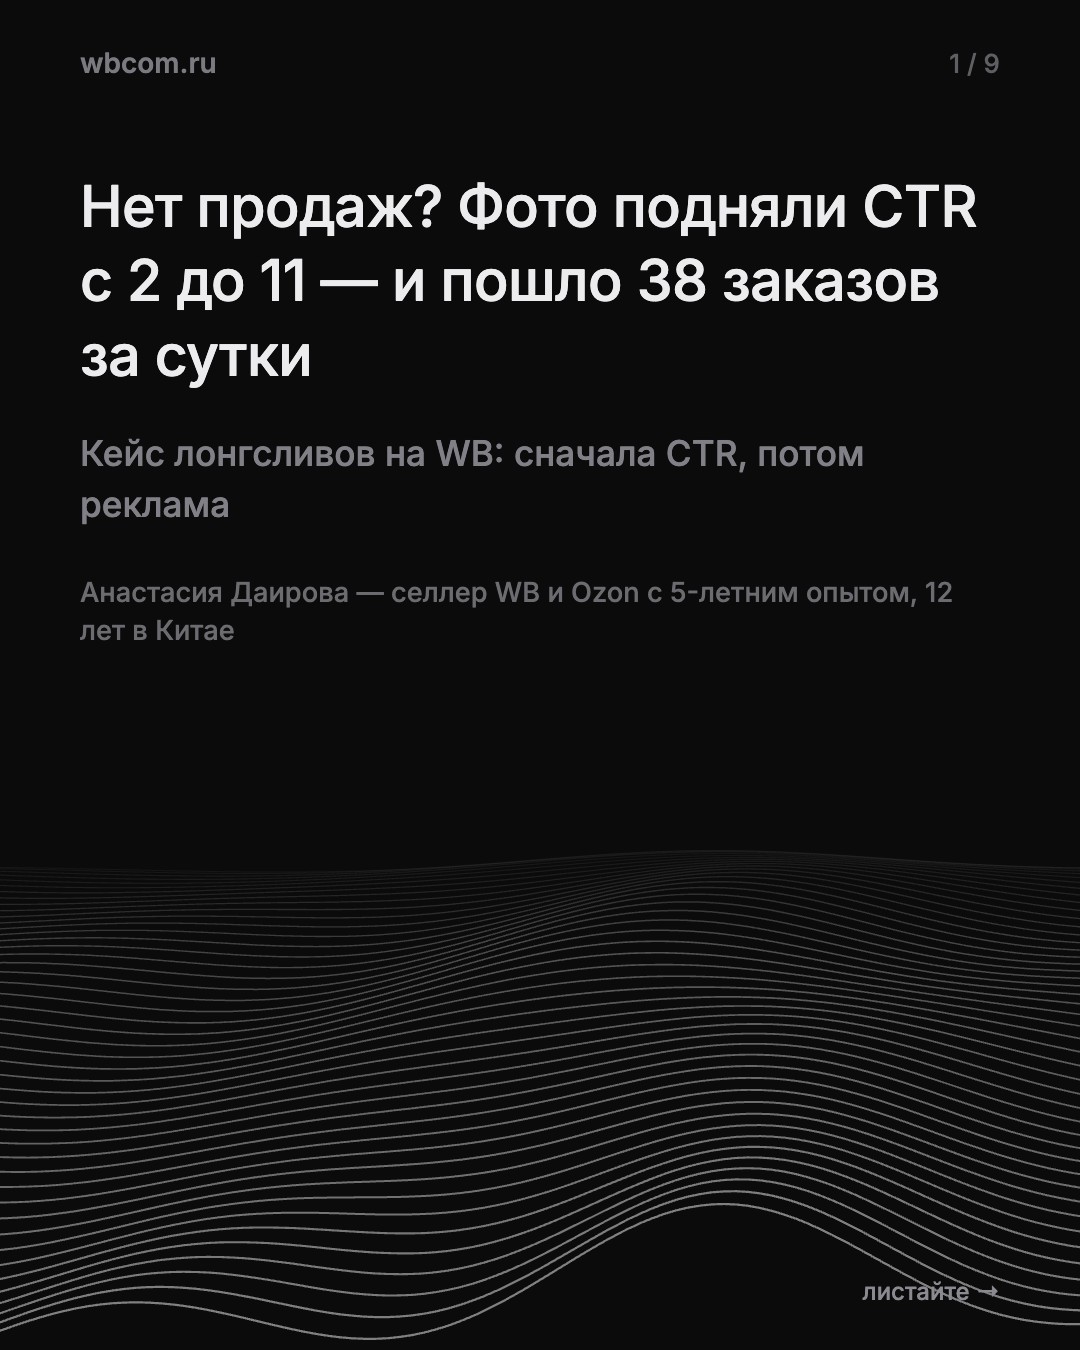 wbcom.ru
1 / 9
Нет продаж? Фото подняли CTR
с 2 до 11 — и пошло 38 заказов
за сутки
Кейс лонгсливов на WB: сначала CTR, потом
реклама
Анастасия Даирова — селлер WB и Ozon с 5-летним опытом, 12
лет в Китае
листайте →